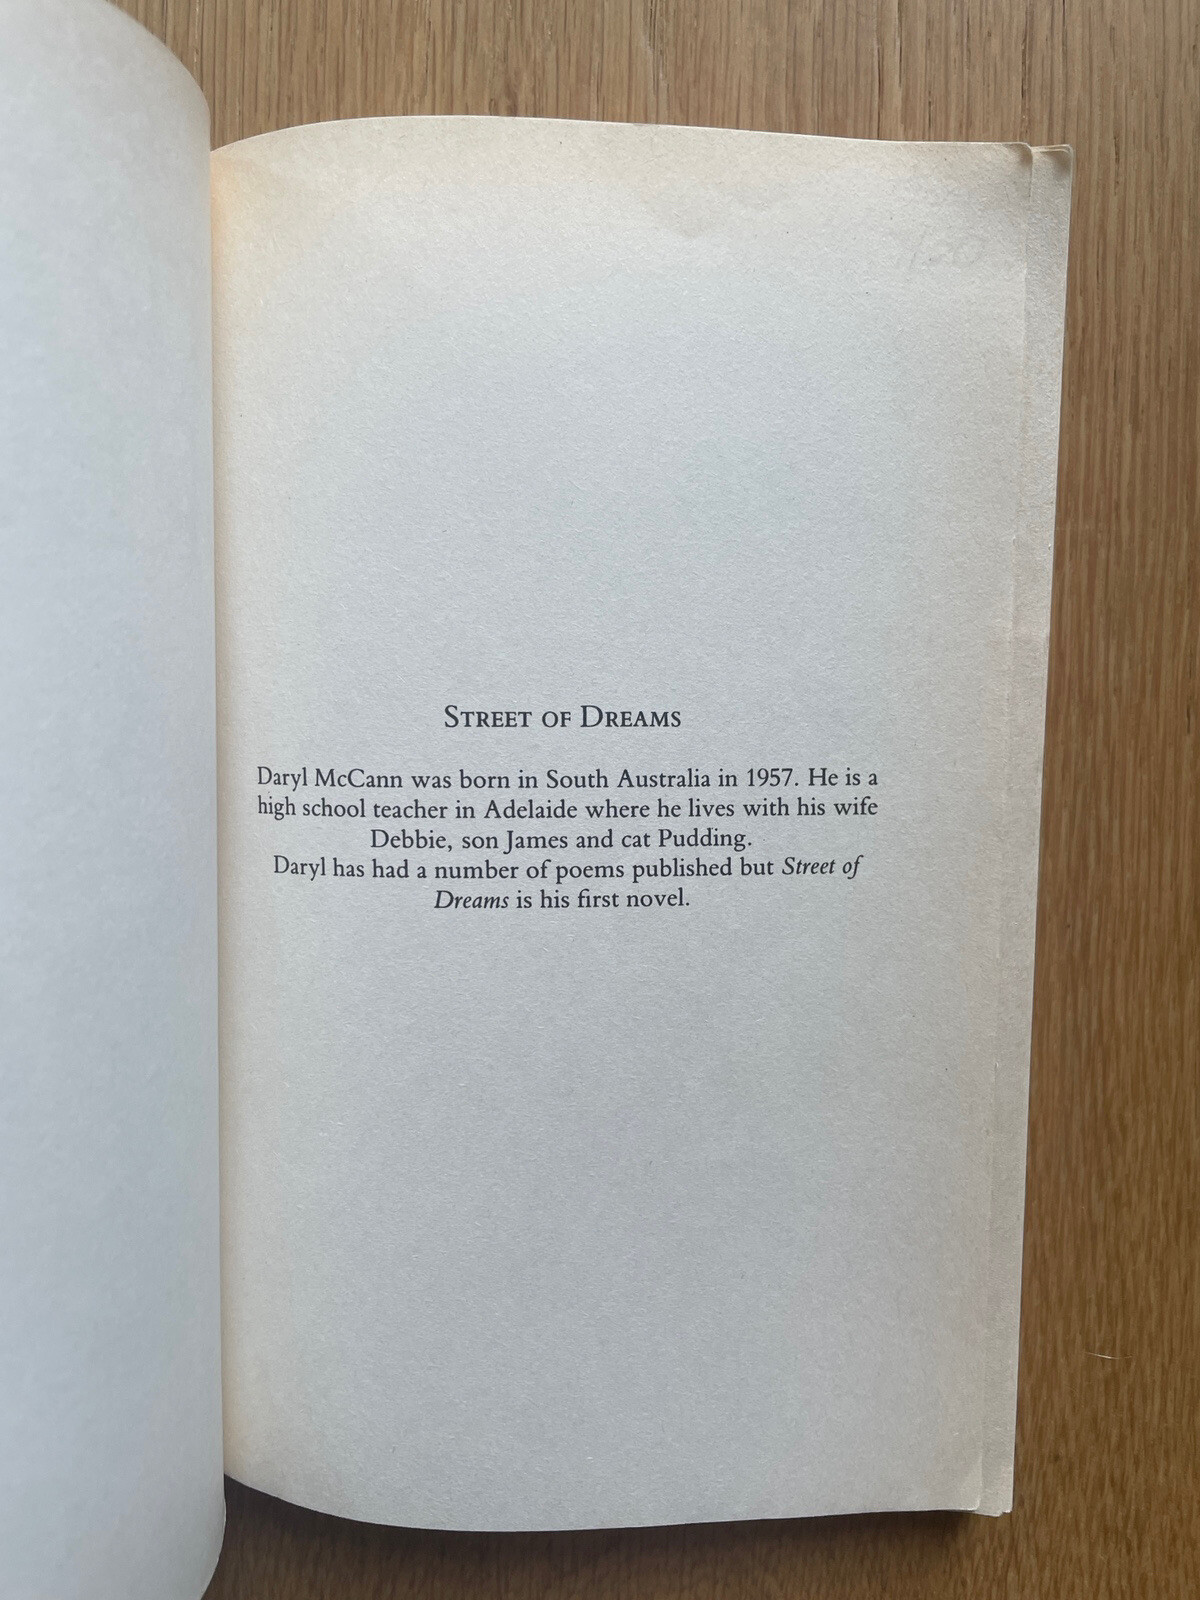 STREET OF DREAMS
Daryl McCann was born in South Australia in 1957. He is a
high school teacher in Adelaide where he lives with his wife
Debbie, son James and cat Pudding.
Daryl has had a number of poems published but Street of
Dreams is his first novel.